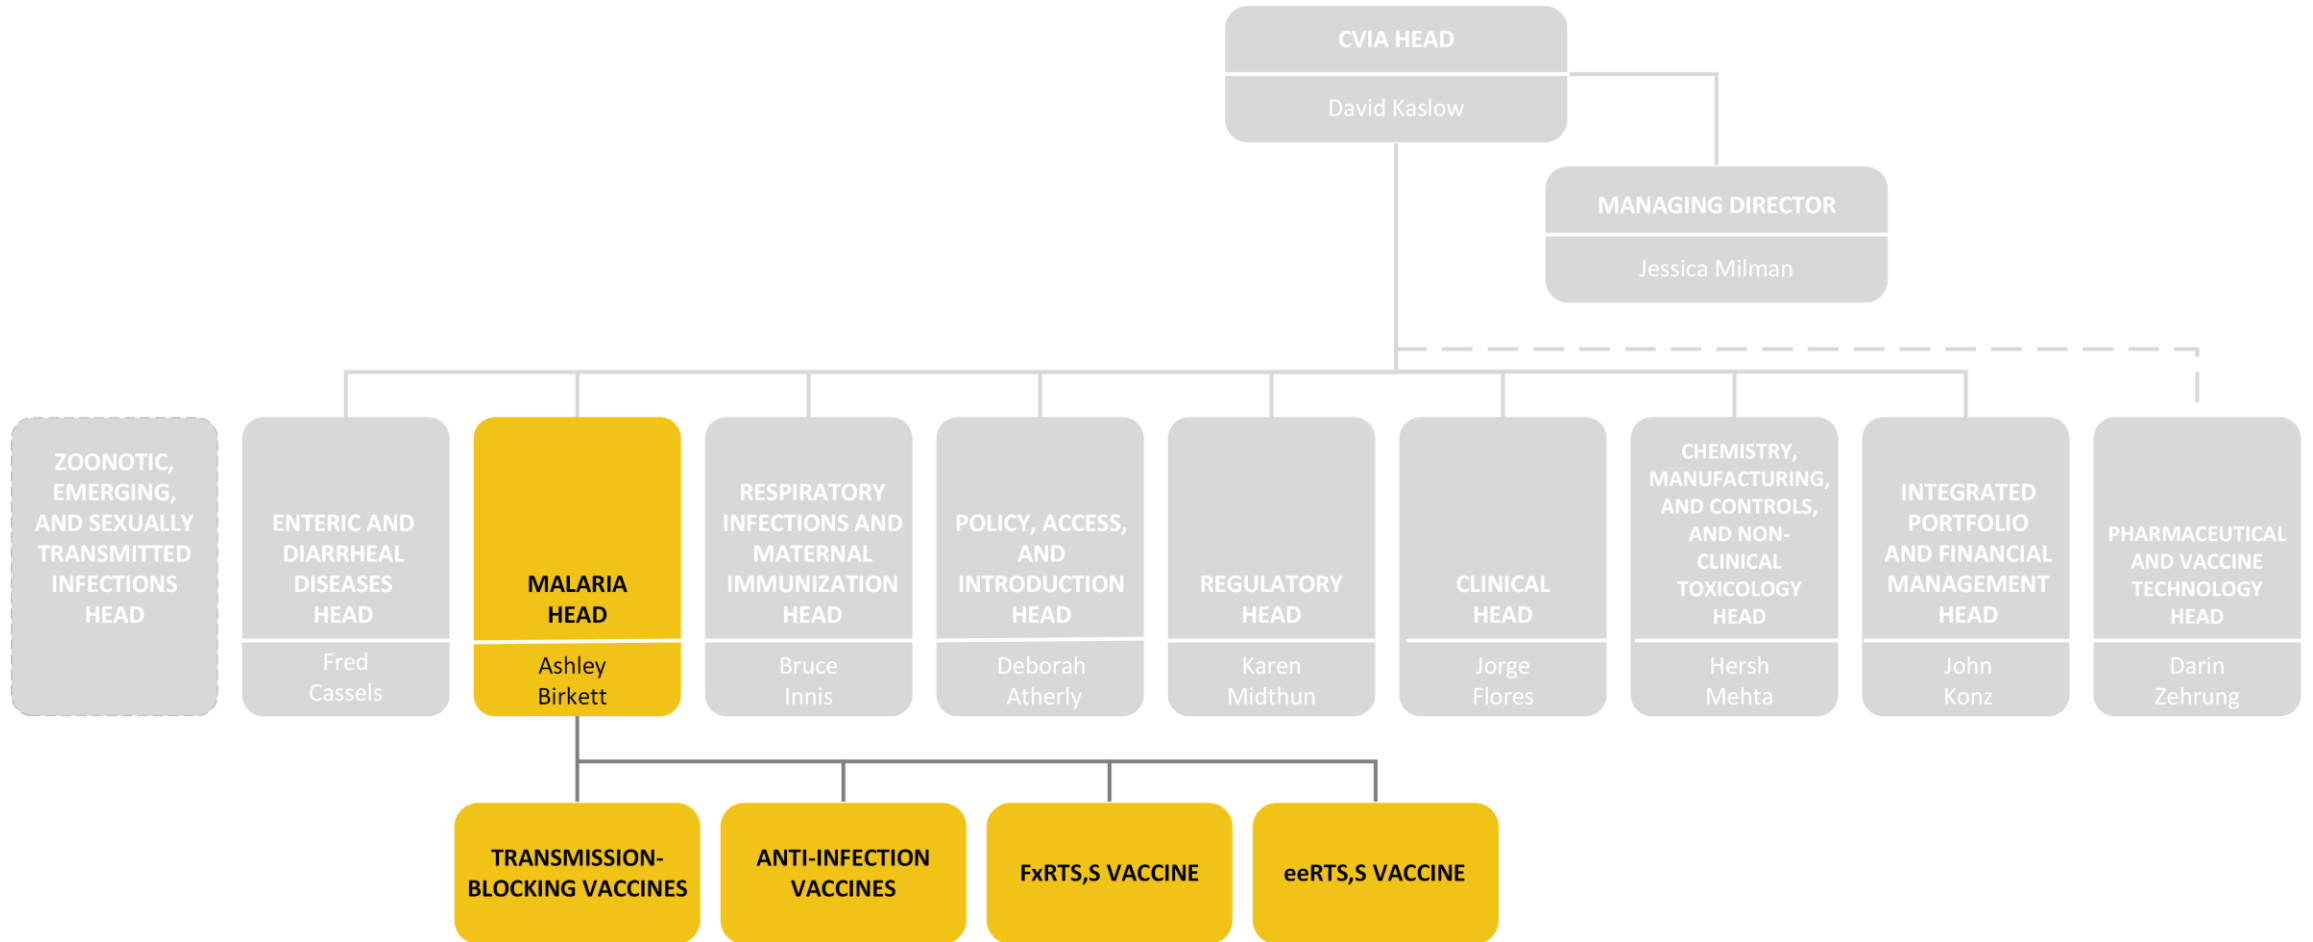 CVIA HEAD
David Kaslow
MANAGING DIRECTOR
Jessica Milman
ZOONOTIC,
EMERGING,
AND SEXUALLY
TRANSMITTED
INFECTIONS
HEAD
ENTERIC AND
DIARRHEAL
DISEASES
HEAD
Fred
Cassels
MALARIA
HEAD
Ashley
Birkett
RESPIRATORY
INFECTIONS AND
MATERNAL
IMMUNIZATION
HEAD
Bruce
Innis
POLICY, ACCESS,
AND
INTRODUCTION
HEAD
Deborah
Atherly
REGULATORY
HEAD
Karen
Midthun
CLINICAL
HEAD
Jorge
Flores
CHEMISTRY,
MANUFACTURING,
AND CONTROLS,
AND NON-
CLINICAL
TOXICOLOGY
HEAD
Hersh
Mehta
INTEGRATED
PORTFOLIO
AND FINANCIAL
MANAGEMENT
HEAD
John
Konz
PHARMACEUTICAL
AND VACCINE
TECHNOLOGY
HEAD
Darin
Zehrung
TRANSMISSION-
BLOCKING VACCINES
ANTI-INFECTION
VACCINES
FxRTS,S VACCINE
eeRTS,S VACCINE